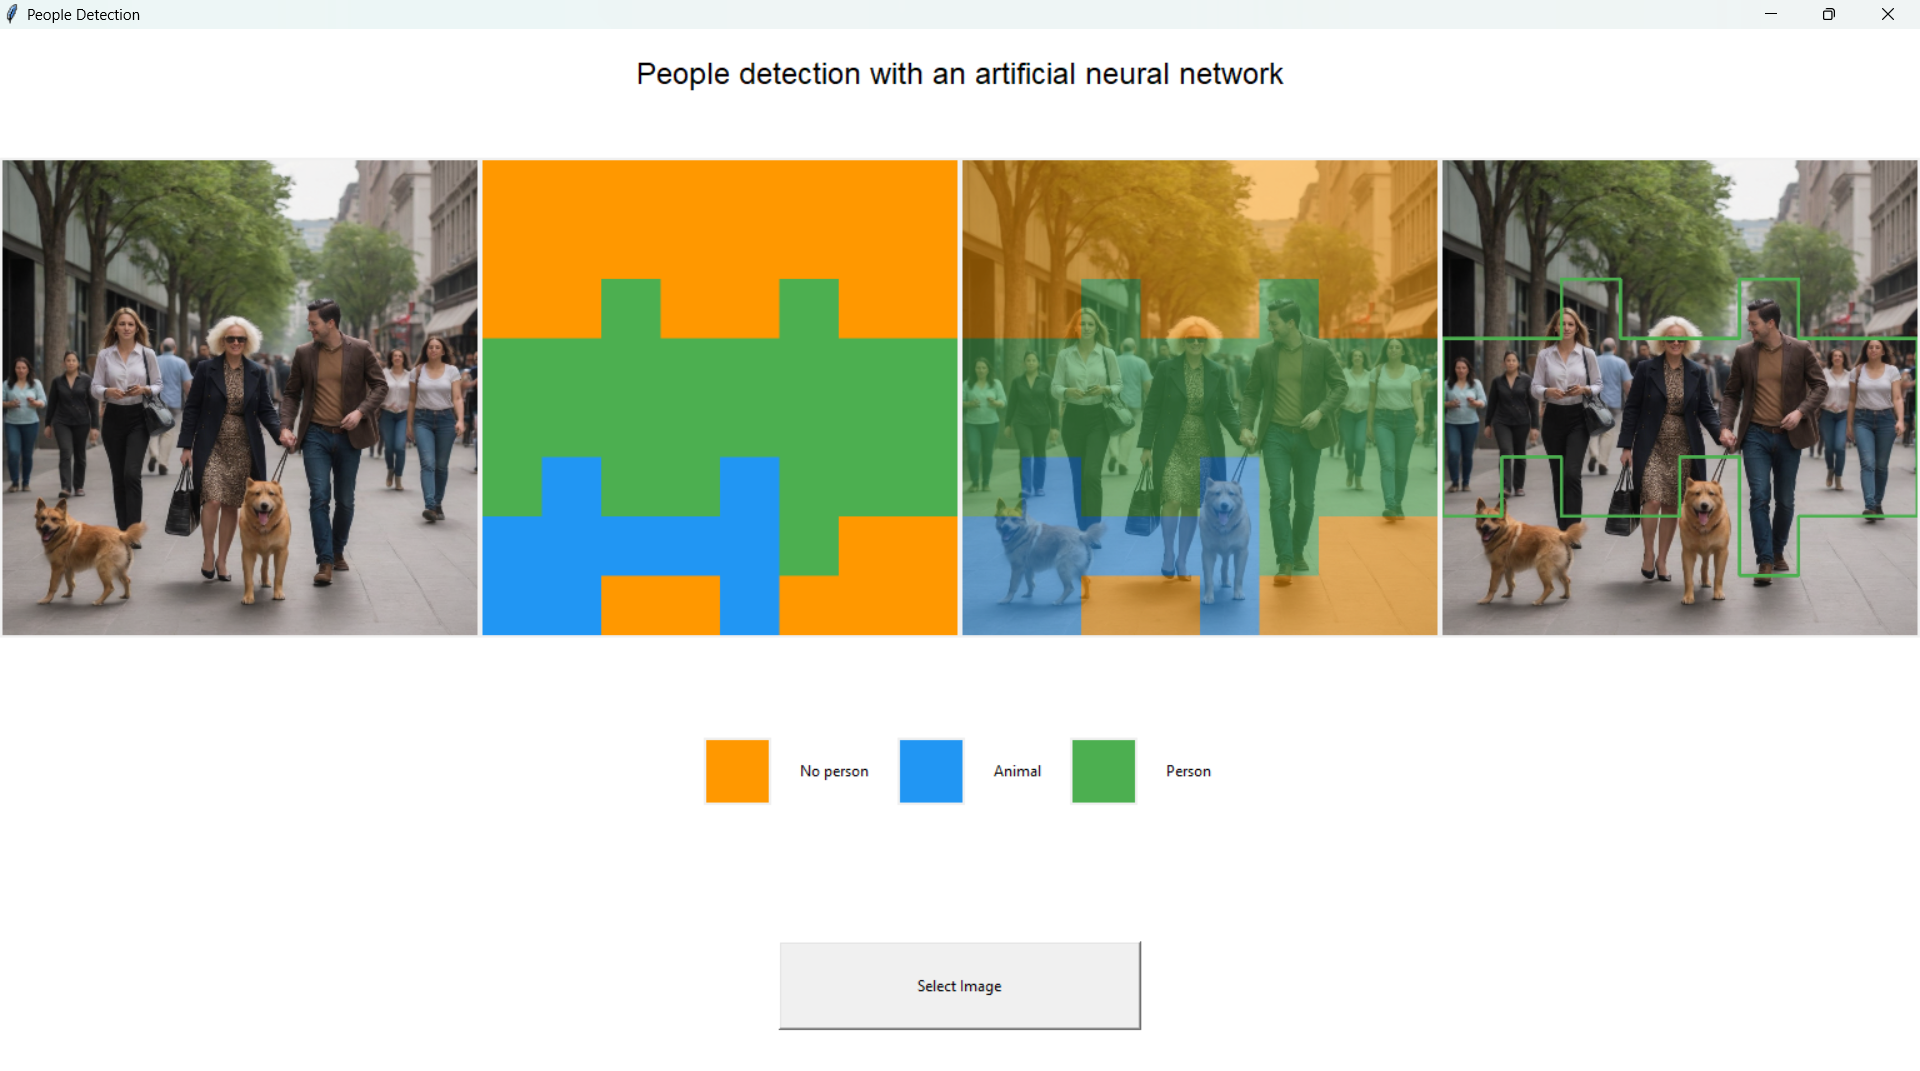 People Detection
People detection with an artificial neural network
No person
Animal
Person
Select Image